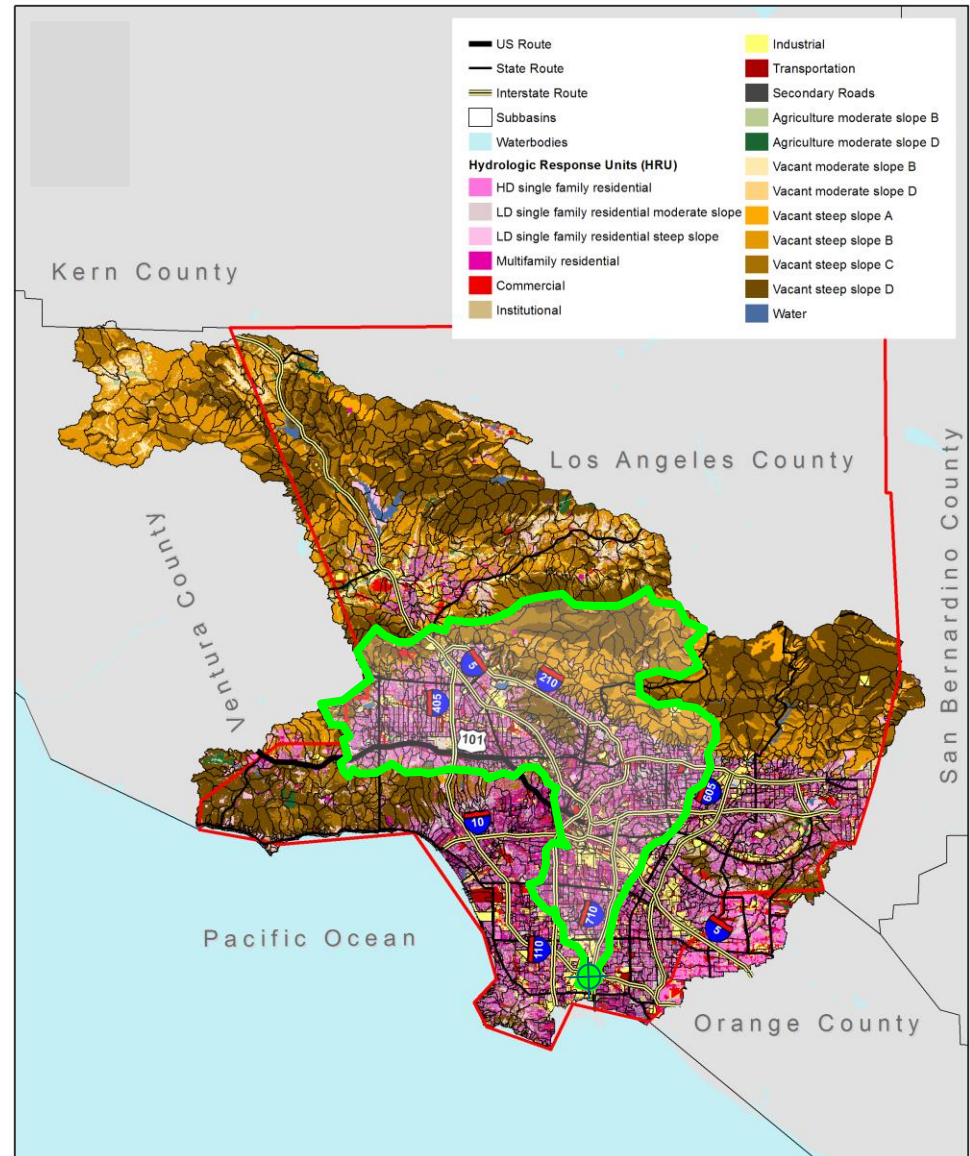 US Route
State Route
Interstate Route
Subbasins
Waterbodies
Hydrologic Response Units (HRU)
HD single family residential
LD single family residential moderate slope
LD single family residential steep slope
Multifamily residential
Commercial
Institutional
Industrial
Transportation
Secondary Roads
Agriculture moderate slope B
Agriculture moderate slope D
Vacant moderate slope B
Vacant moderate slope D
Vacant steep slope A
Vacant steep slope B
Vacant steep slope C
Vacant steep slope D
Water
Kern County
Los Angeles County
San Bernardino County
Ventura County
5
210
405
101
605
10
710
5
110
Pacific Ocean
Orange County